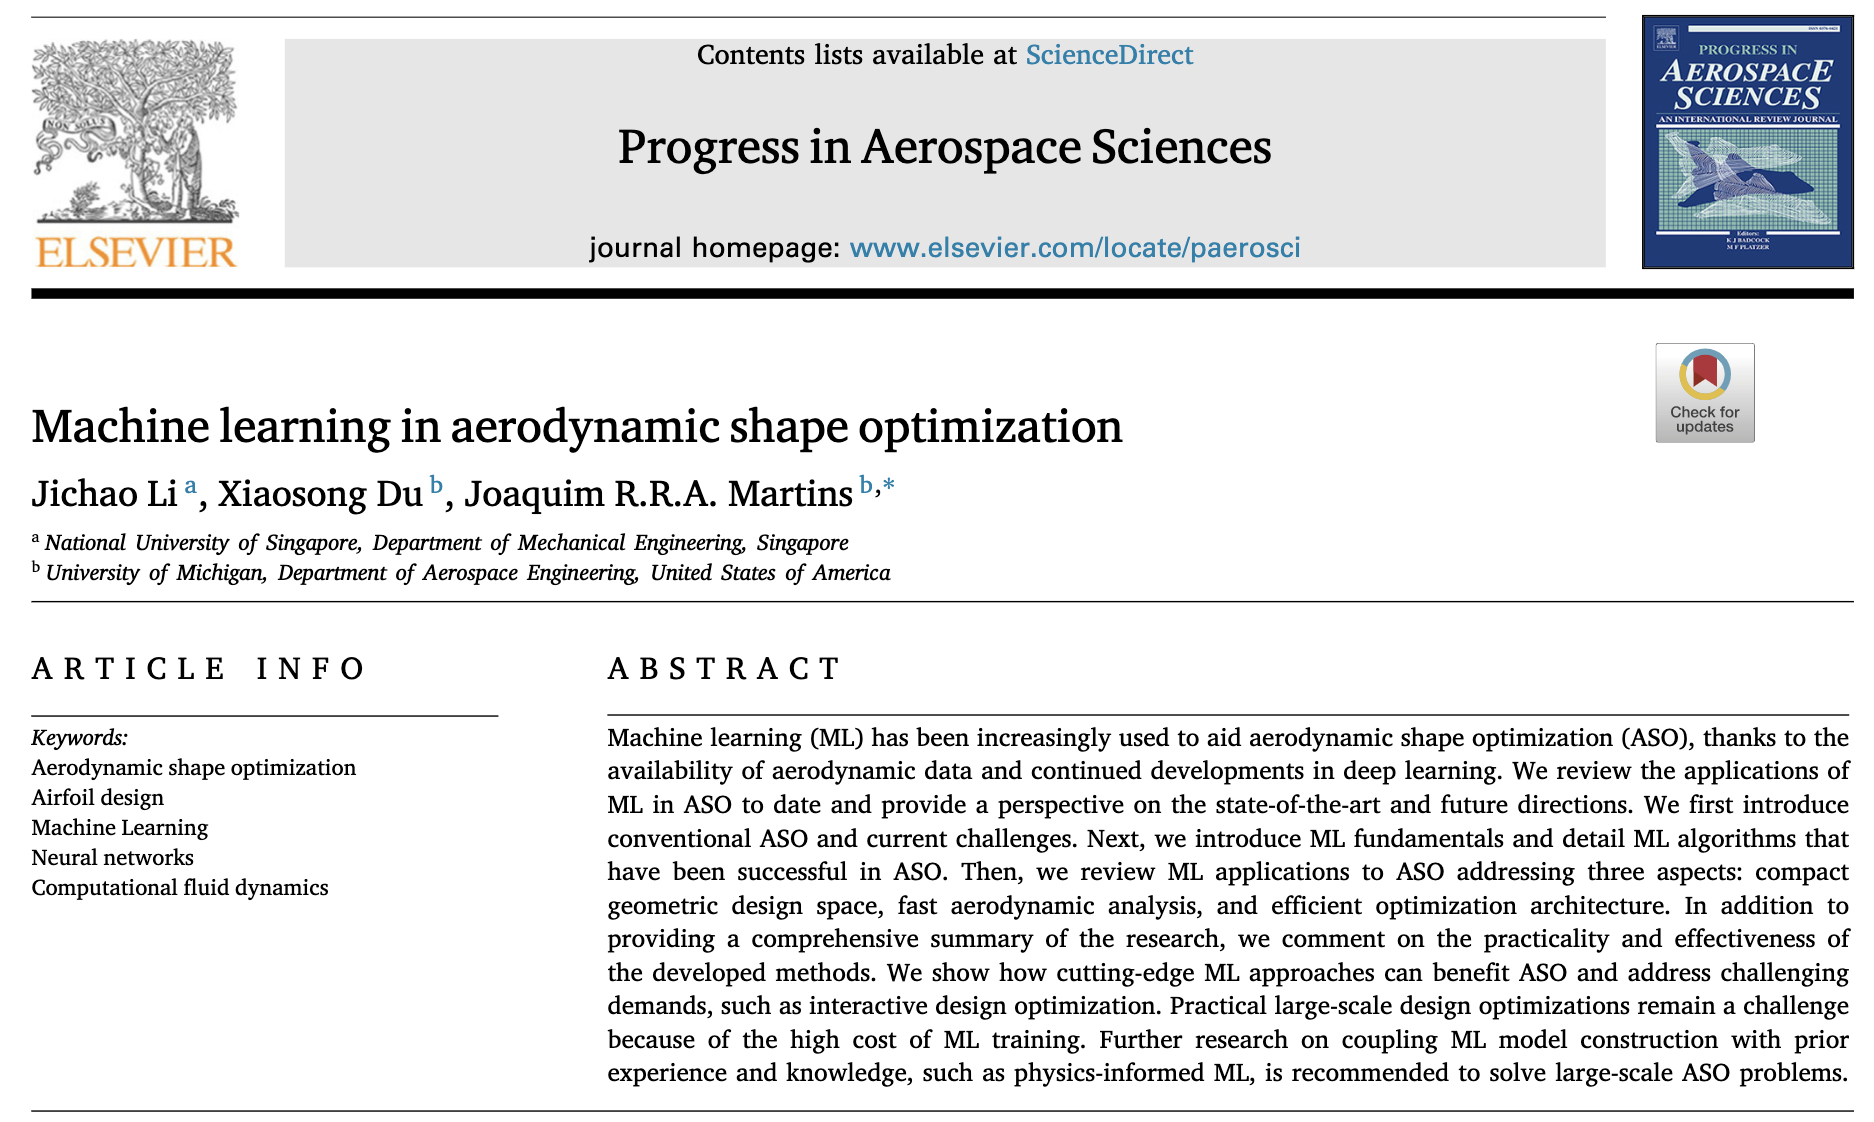 Contents lists available at ScienceDirect
Progress in Aerospace Sciences
journal homepage: www.elsevier.com/locate/paerosci
NON SOLUS
ELSEVIER
PROGRESS IN
AEROSPACE
SCIENCES
AN INTERNATIONAL REVIEW JOURNAL
Editors:
K J BADCOCK
M F PLATZER
Check for
updates
Machine learning in aerodynamic shape optimization
Jichao Li a, Xiaosong Du b, Joaquim R.R.A. Martins b,*
a National University of Singapore, Department of Mechanical Engineering, Singapore
b University of Michigan, Department of Aerospace Engineering, United States of America
ARTICLE INFO
Keywords:
Aerodynamic shape optimization
Airfoil design
Machine Learning
Neural networks
Computational fluid dynamics
ABSTRACT
Machine learning (ML) has been increasingly used to aid aerodynamic shape optimization (ASO), thanks to the
availability of aerodynamic data and continued developments in deep learning. We review the applications of
ML in ASO to date and provide a perspective on the state-of-the-art and future directions. We first introduce
conventional ASO and current challenges. Next, we introduce ML fundamentals and detail ML algorithms that
have been successful in ASO. Then, we review ML applications to ASO addressing three aspects: compact
geometric design space, fast aerodynamic analysis, and efficient optimization architecture. In addition to
providing a comprehensive summary of the research, we comment on the practicality and effectiveness of
the developed methods. We show how cutting-edge ML approaches can benefit ASO and address challenging
demands, such as interactive design optimization. Practical large-scale design optimizations remain a challenge
because of the high cost of ML training. Further research on coupling ML model construction with prior
experience and knowledge, such as physics-informed ML, is recommended to solve large-scale ASO problems.